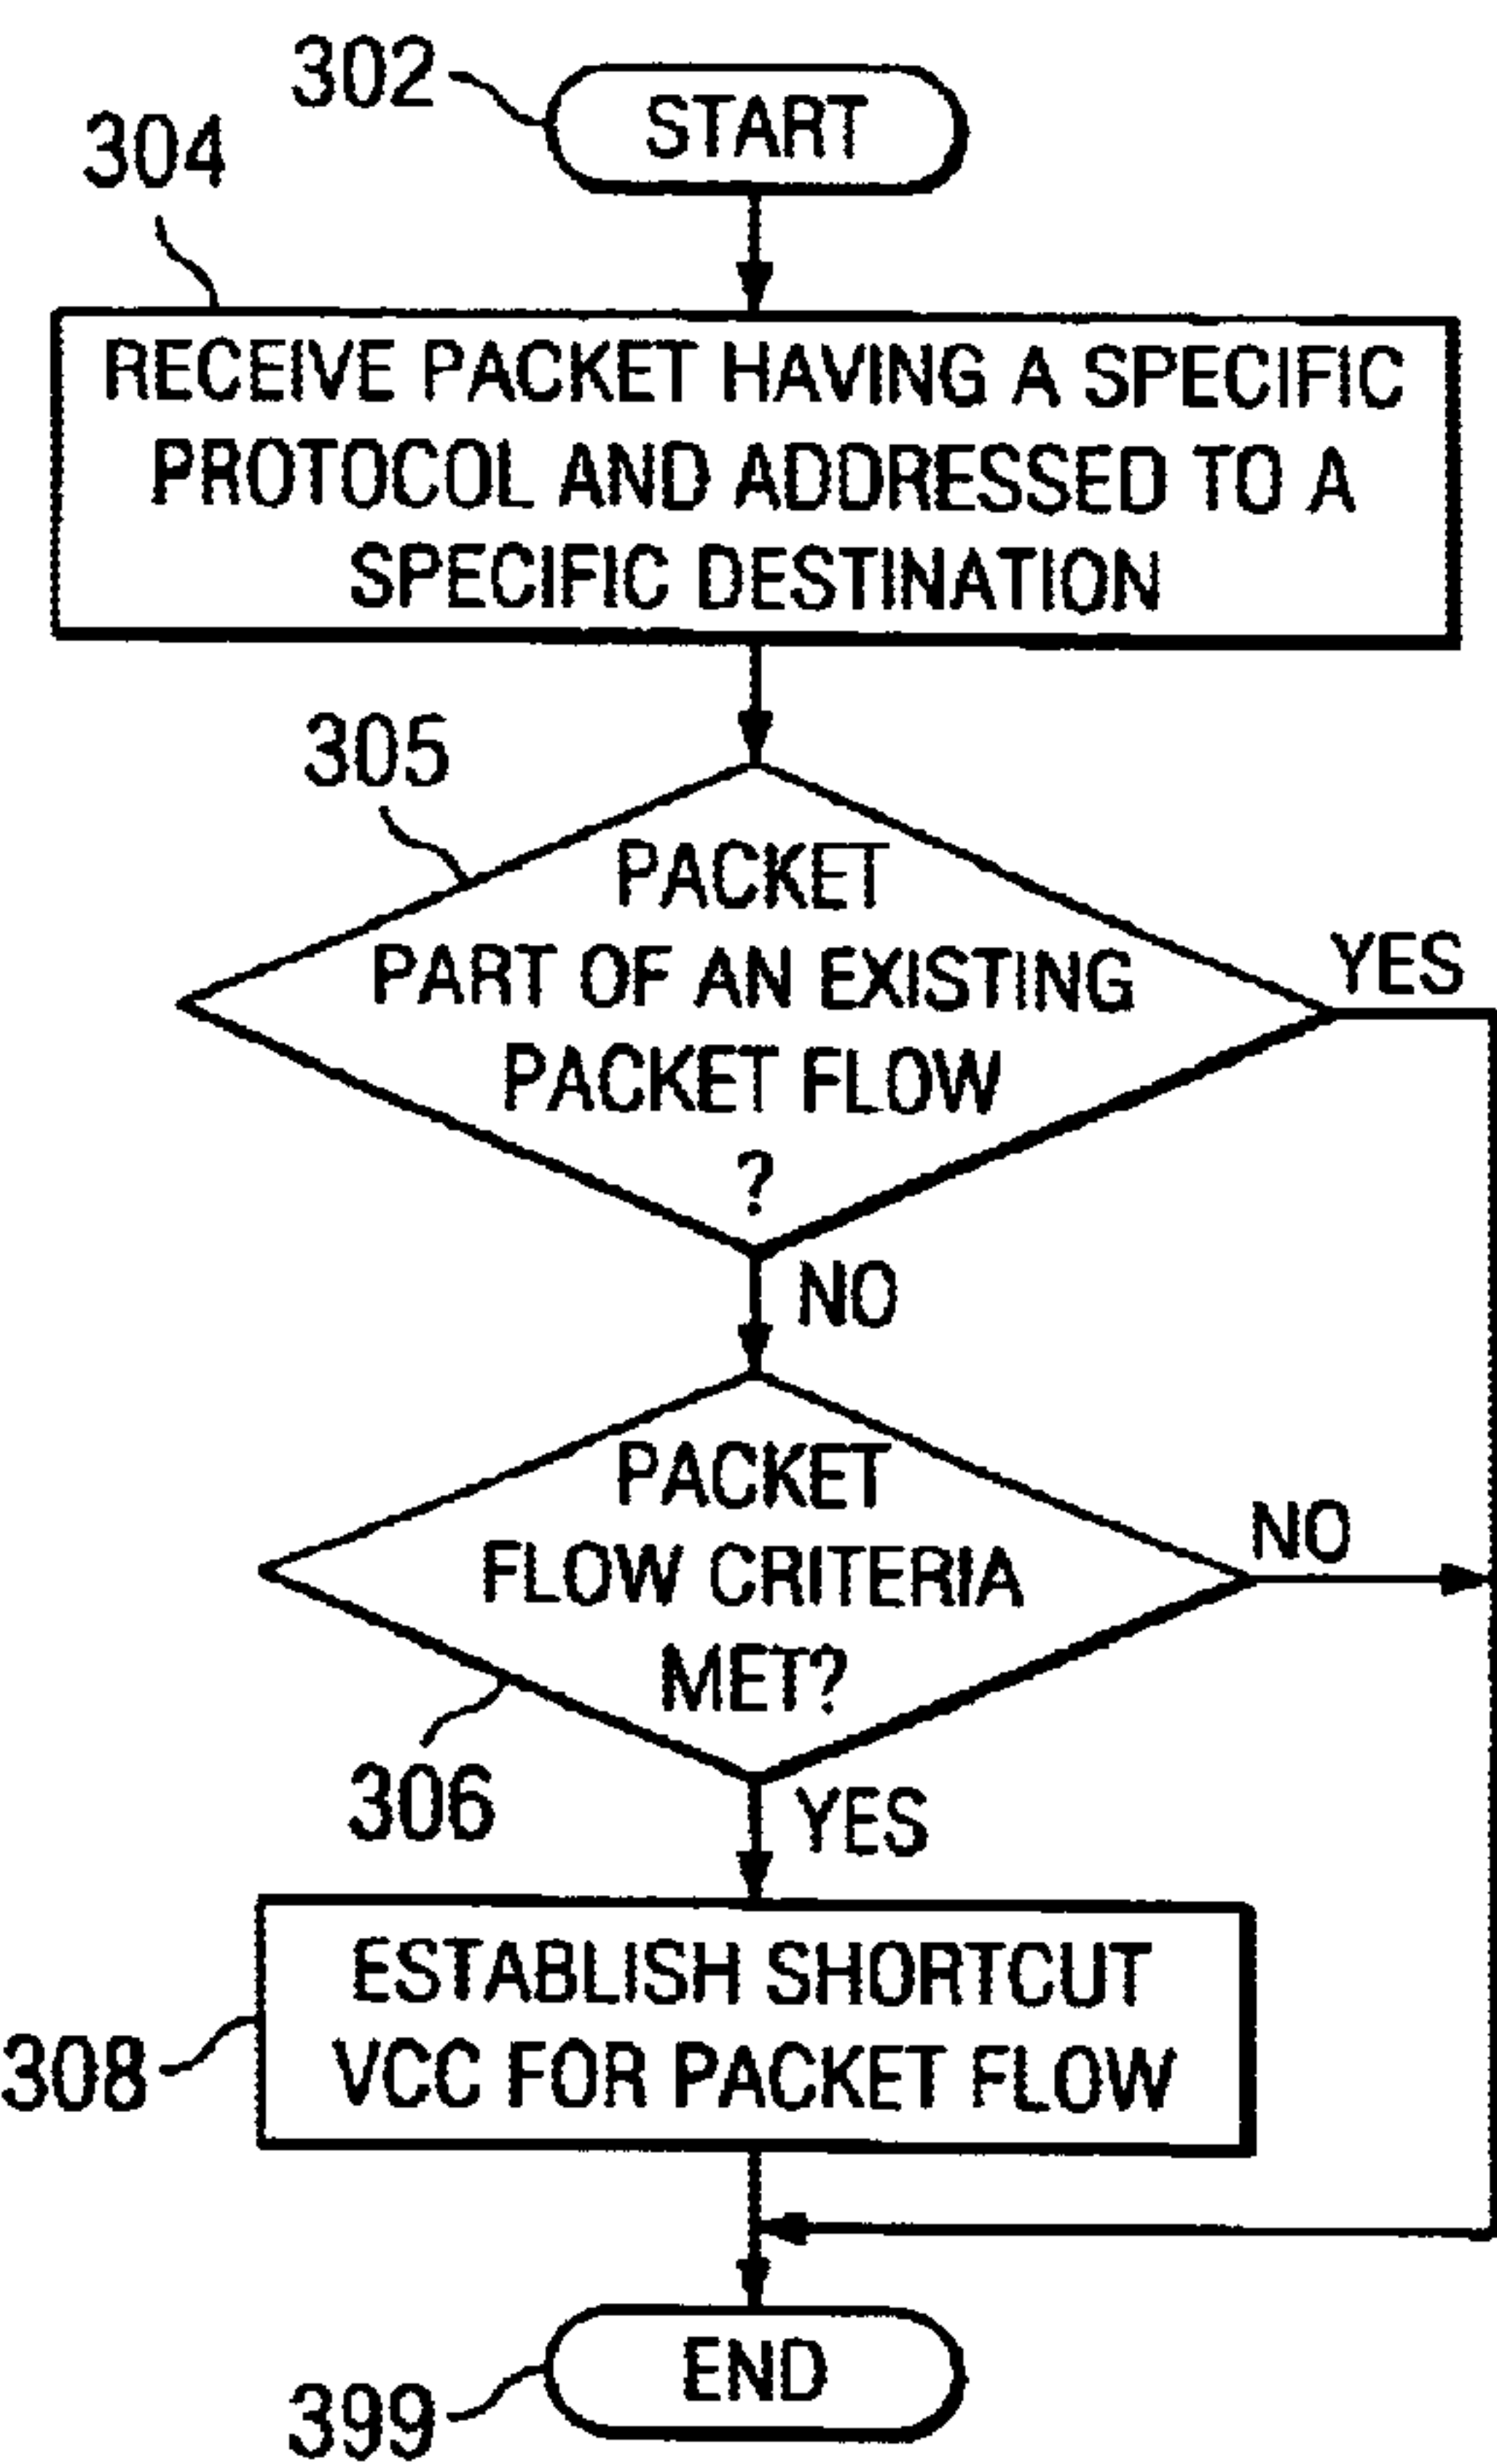 302
START
304
RECEIVE PACKET HAVING A SPECIFIC
PROTOCOL AND ADDRESSED TO A
SPECIFIC DESTINATION
305
PACKET
PART OF AN EXISTING
PACKET FLOW
?
YES
NO
PACKET
FLOW CRITERIA
MET?
NO
306
YES
ESTABLISH SHORTCUT
VCC FOR PACKET FLOW
308
END
399